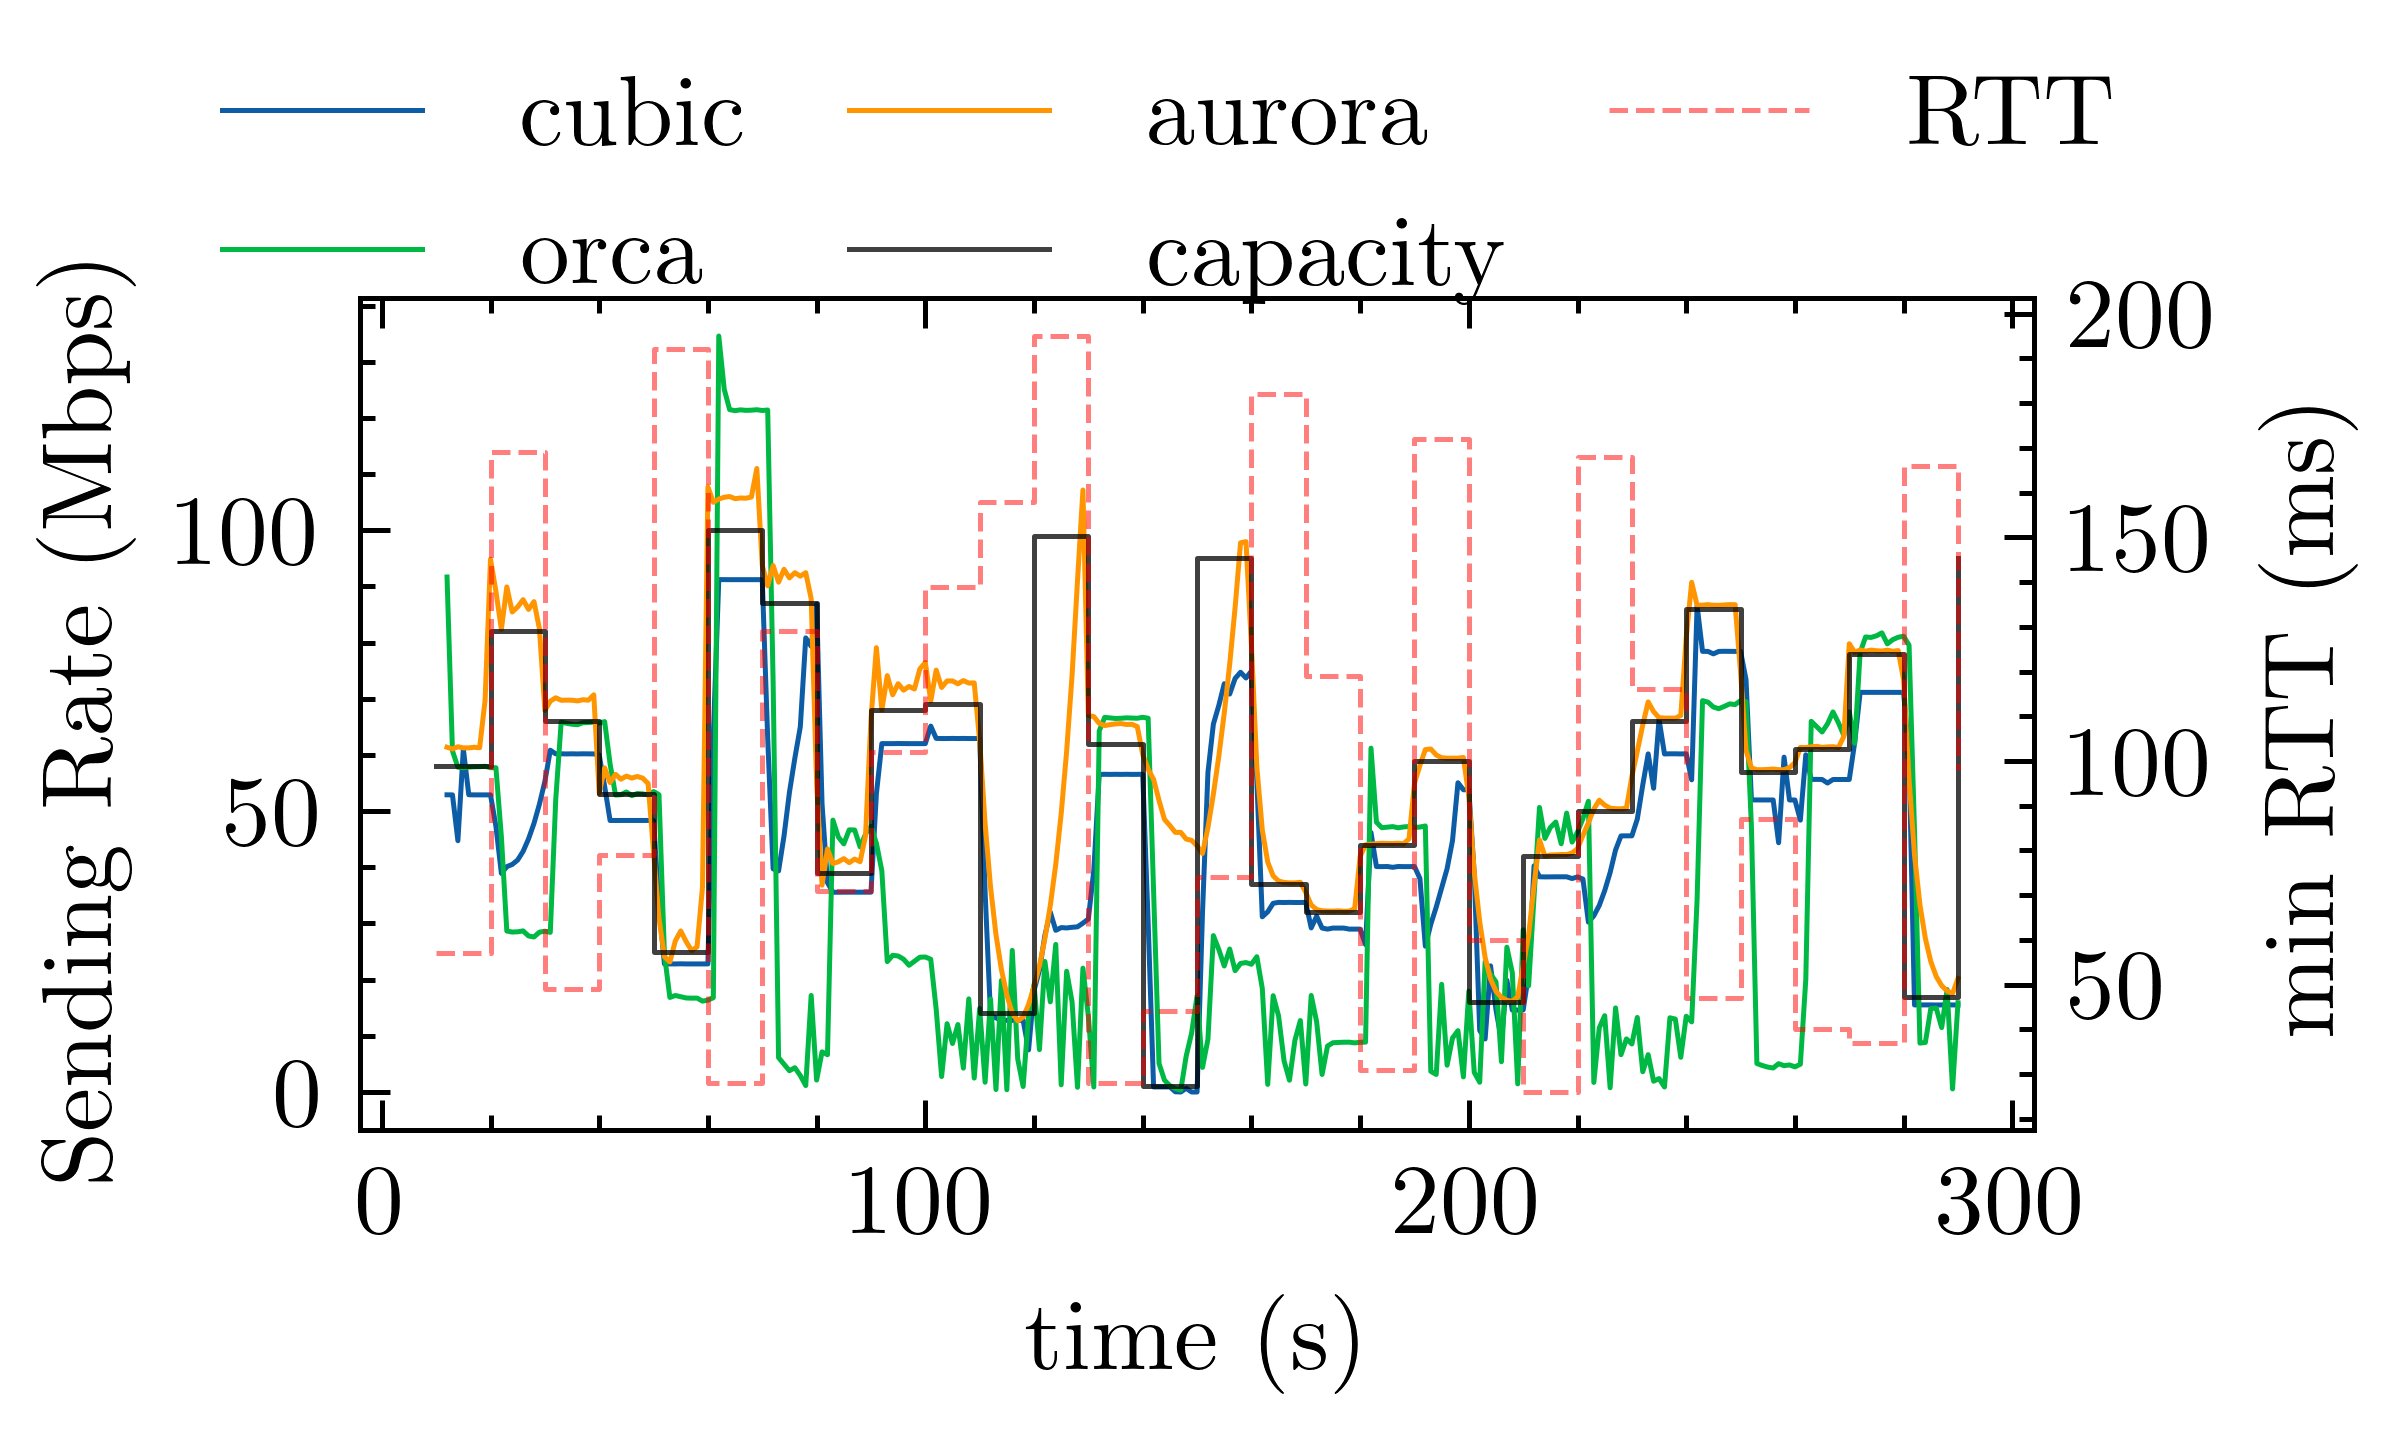 cubic
aurora
RTT
orca
capacity
Sending Rate (Mbps)
100
50
0
200
150
100
50
min RTT (ms)
0
100
200
300
time (s)